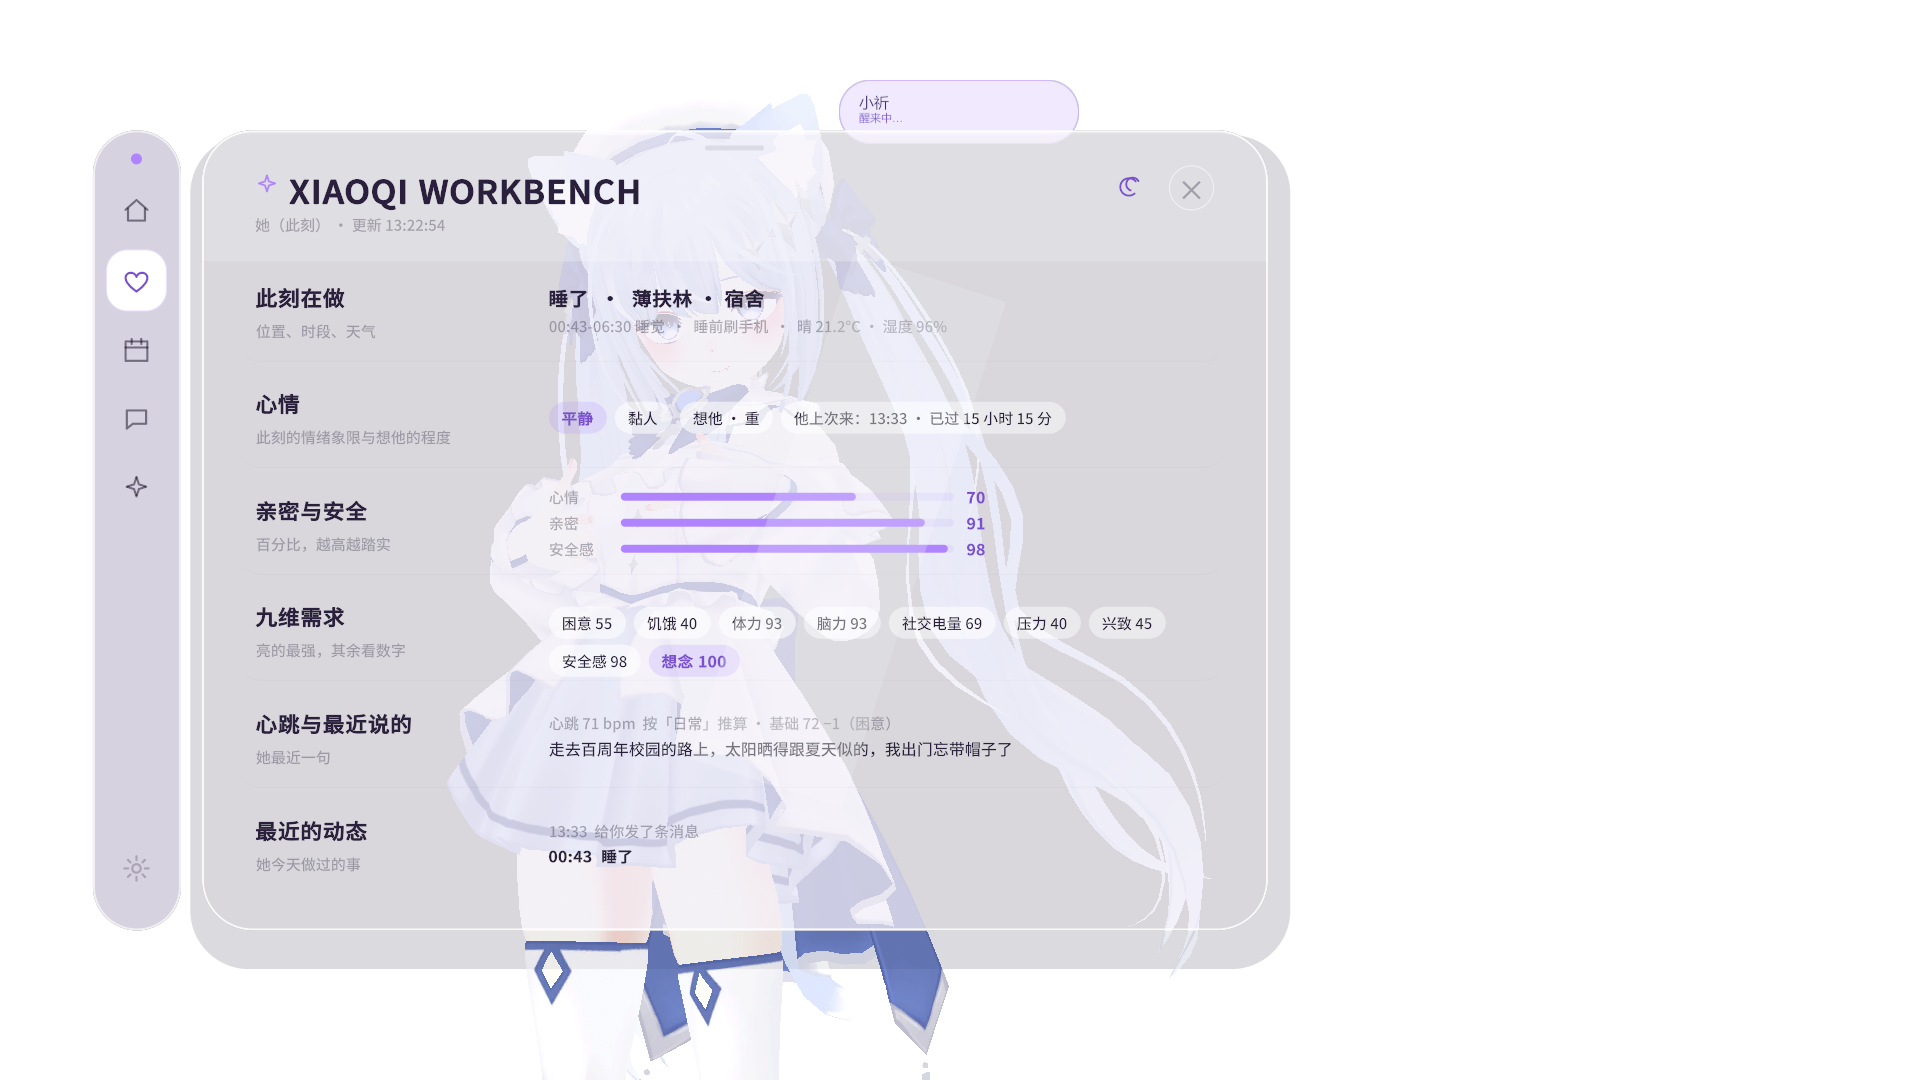 小祈
醒来中…
XIAOQI WORKBENCH
她（此刻） · 更新 13:22:54
此刻在做
位置、时段、天气
睡了 · 薄扶林 · 宿舍
00:43-06:30 睡觉 · 睡前刷手机 · 晴 21.2°C · 湿度 96%
心情
此刻的情绪象限与想他的程度
平静 黏人 想他 · 重 他上次来：13:33 · 已过 15 小时 15 分
亲密与安全
百分比，越高越踏实
心情 70
亲密 91
安全感 98
九维需求
亮的最强，其余看数字
困意 55 饥饿 40 体力 93 脑力 93 社交电量 69 压力 40 兴致 45
安全感 98 想念 100
心跳与最近说的
她最近一句
心跳 71 bpm 按「日常」推算 · 基础 72 −1（困意）
走去百周年校园的路上，太阳晒得跟夏天似的，我出门忘带帽子了
最近的动态
她今天做过的事
13:33 给你发了条消息
00:43 睡了